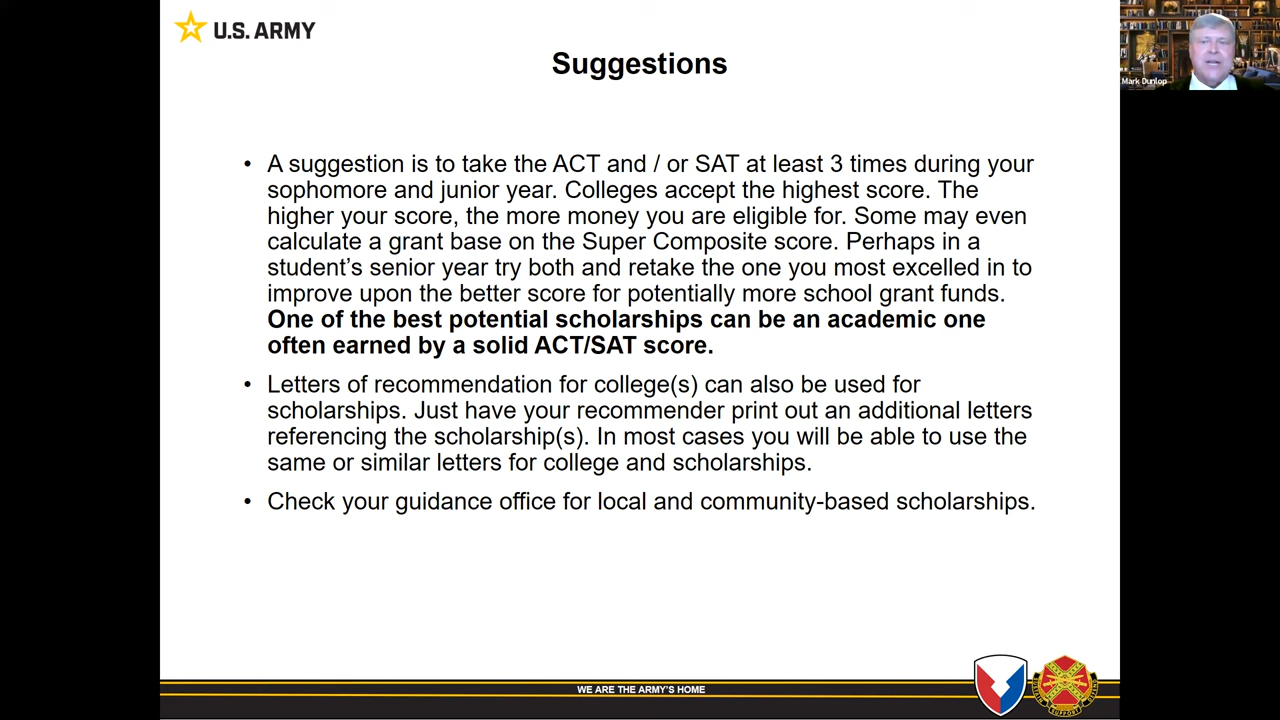 U.S. ARMY
Suggestions
Mark Dunlop
• A suggestion is to take the ACT and / or SAT at least 3 times during your
sophomore and junior year. Colleges accept the highest score. The
higher your score, the more money you are eligible for. Some may even
calculate a grant base on the Super Composite score. Perhaps in a
student's senior year try both and retake the one you most excelled in to
improve upon the better score for potentially more school grant funds.
One of the best potential scholarships can be an academic one
often earned by a solid ACT/SAT score.
• Letters of recommendation for college(s) can also be used for
scholarships. Just have your recommender print out an additional letters
referencing the scholarship(s). In most cases you will be able to use the
same or similar letters for college and scholarships.
• Check your guidance office for local and community-based scholarships.
WE ARE THE ARMY'S HOME